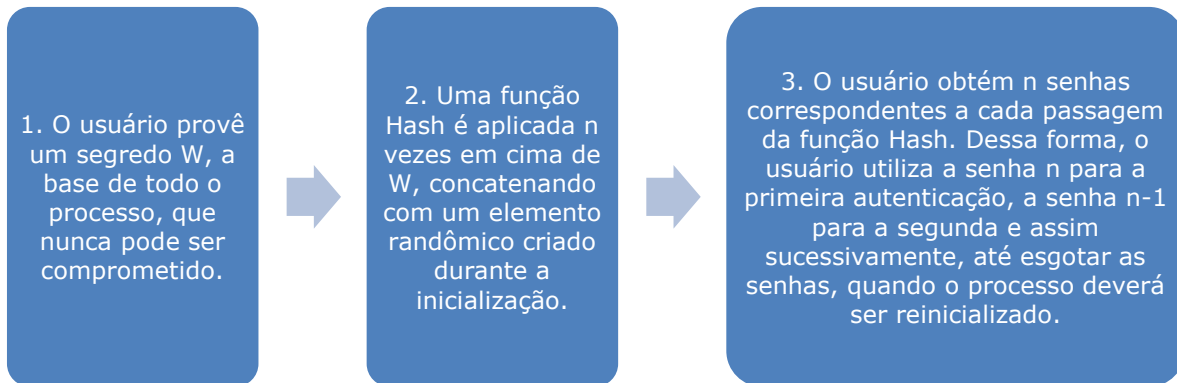 1. O usuário provê
um segredo W, a
base de todo o
processo, que
nunca pode ser
comprometido.
2. Uma função
Hash é aplicada n
vezes em cima de
W, concatenando
com um elemento
randômico criado
durante a
inicialização.
3. O usuário obtém n senhas
correspondentes a cada passagem
da função Hash. Dessa forma, o
usuário utiliza a senha n para a
primeira autenticação, a senha n-1
para a segunda e assim
sucessivamente, até esgotar as
senhas, quando o processo deverá
ser reinicializado.